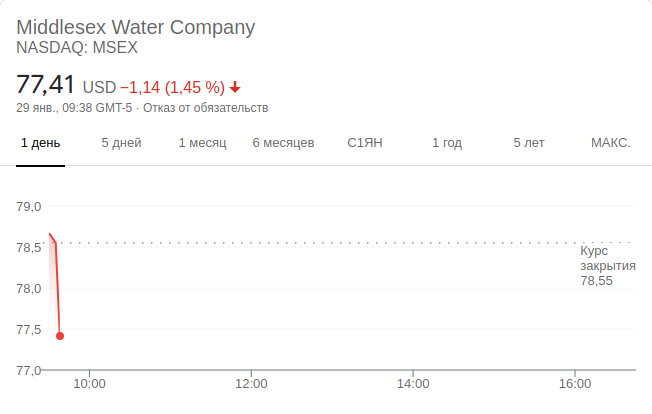 Middlesex Water Company
NASDAQ: MSEX
77,41 USD −1,14 (1,45 %)
29 янв., 09:38 GMT-5 · Отказ от обязательств
1 день 5 дней 1 месяц 6 месяцев С1ЯН 1 год 5 лет МАКС.
79,0
78,5
78,0
77,5
77,0
Курс
закрытия
78,55
10:00 12:00 14:00 16:00